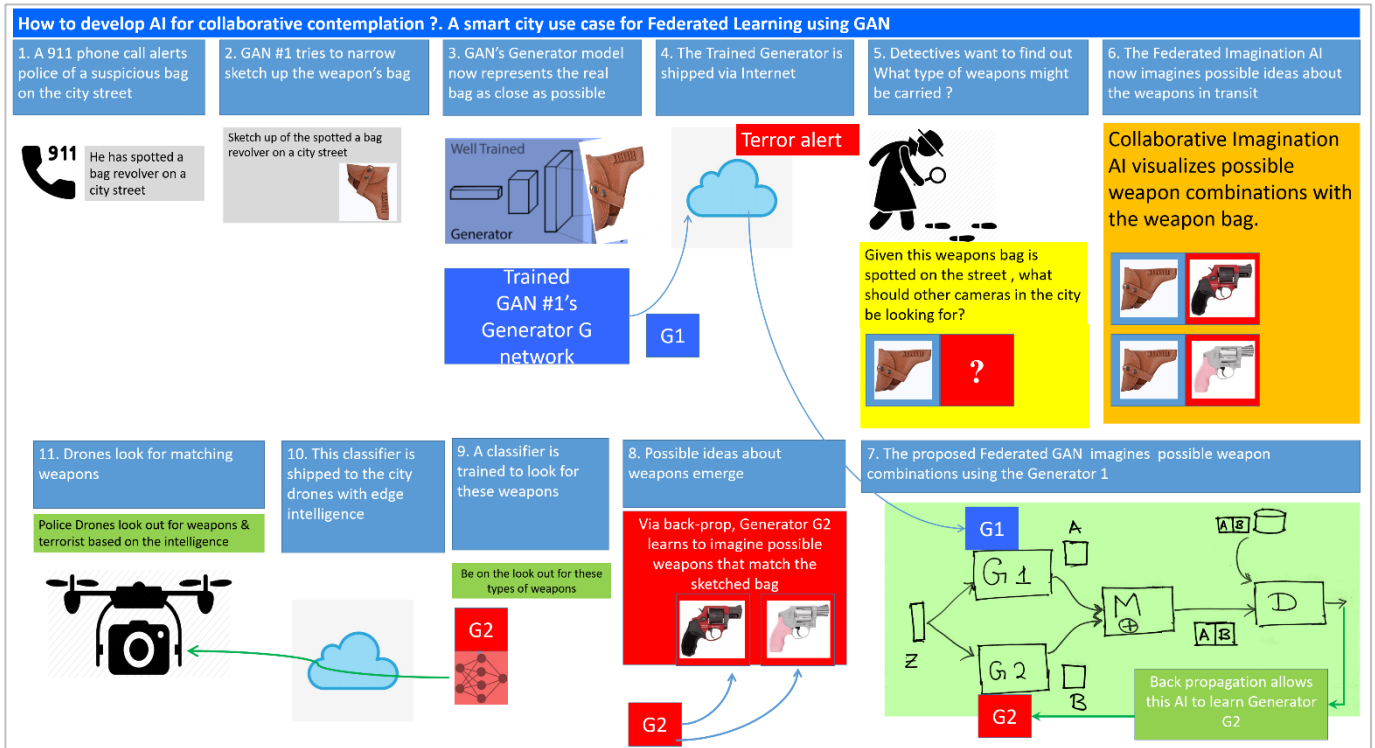 How to develop AI for collaborative contemplation ?. A smart city use case for Federated Learning using GAN
1. A 911 phone call alerts
police of a suspicious bag
on the city street
2. GAN #1 tries to narrow
sketch up the weapon's bag
3. GAN's Generator model
now represents the real
bag as close as possible
4. The Trained Generator is
shipped via Internet
5. Detectives want to find out
What type of weapons might
be carried ?
6. The Federated Imagination AI
now imagines possible ideas about
the weapons in transit
911
He has spotted a
bag revolver on a
city street
Sketch up of the spotted a bag
revolver on a city street
Well Trained
Generator
Trained
GAN #1's
Generator G
network
G1
Terror alert
Given this weapons bag is
spotted on the street , what
should other cameras in the city
be looking for?
?
Collaborative Imagination
AI visualizes possible
weapon combinations with
the weapon bag.
11. Drones look for matching
weapons
Police Drones look out for weapons &
terrorist based on the intelligence
10. This classifier is
shipped to the city
drones with edge
intelligence
9. A classifier is
trained to look for
these weapons
Be on the look out for these
types of weapons
G2
8. Possible ideas about
weapons emerge
Via back-prop, Generator G2
learns to imagine possible
weapons that match the
sketched bag
G2
7. The proposed Federated GAN imagines possible weapon
combinations using the Generator 1
G1
A
A B
G1
Z
M
D
A B
G2
B
G2
Back propagation allows
this AI to learn Generator
G2